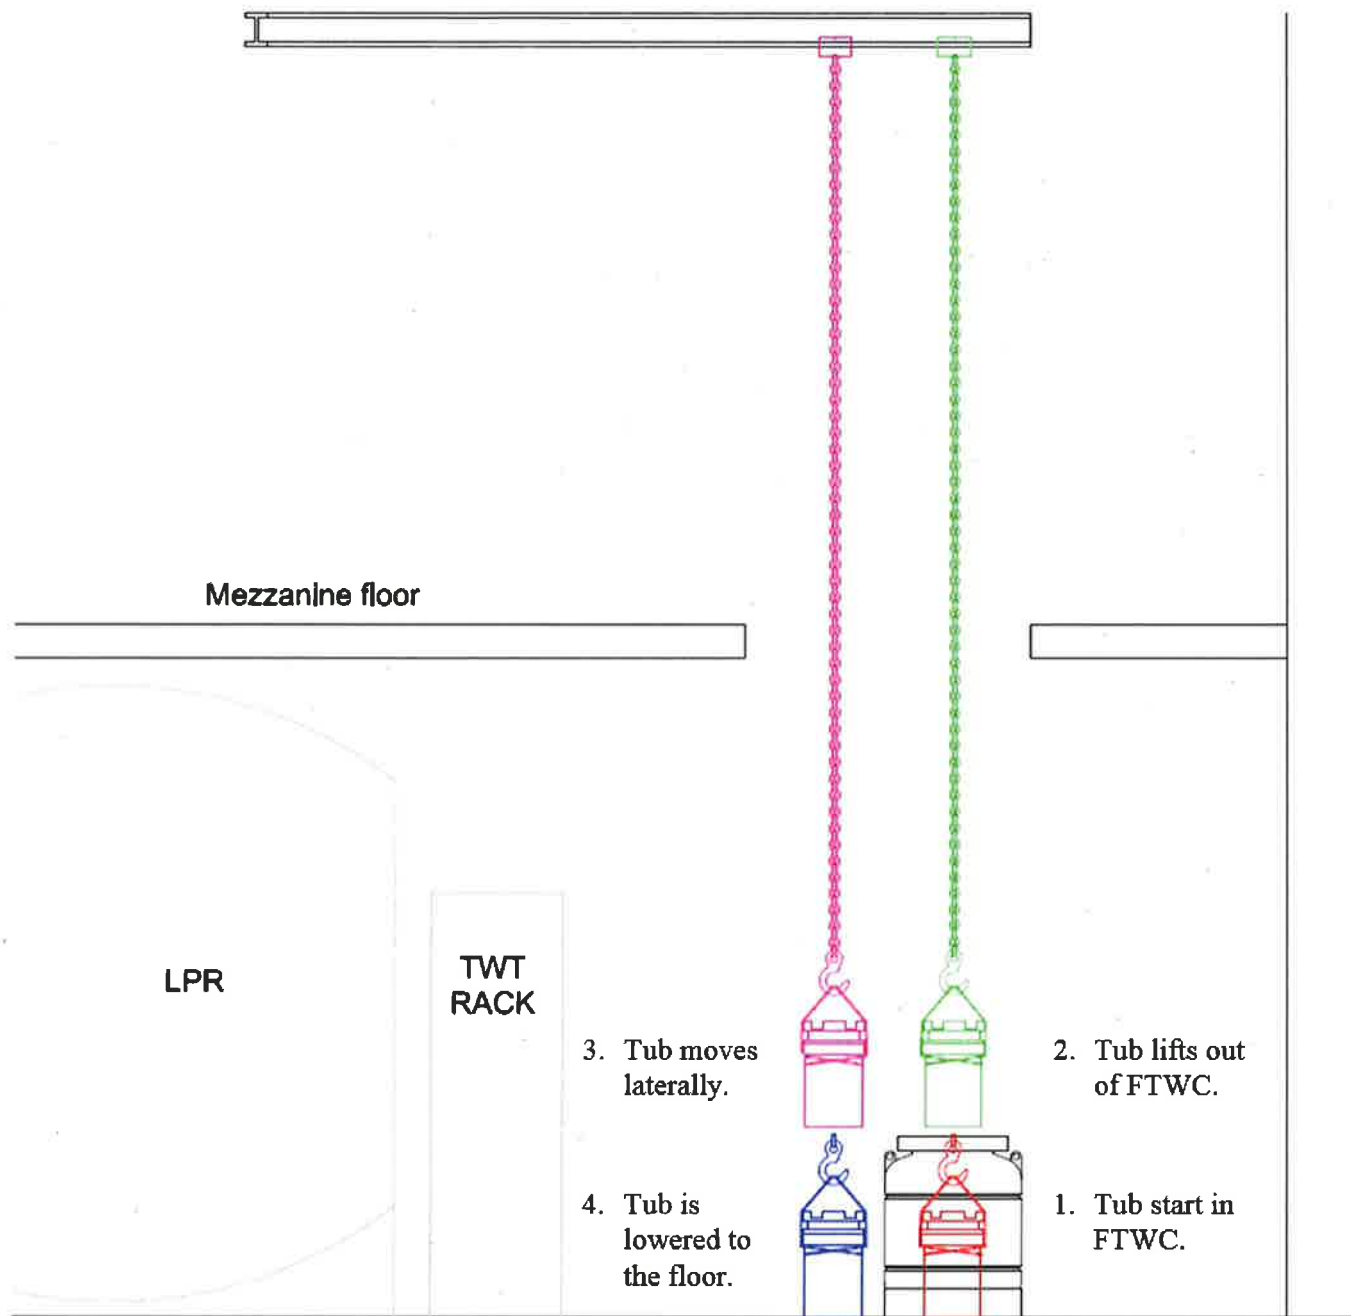 Mezzanine floor
LPR
TWT
RACK
3. Tub moves
laterally.
2. Tub lifts out
of FTWC.
4. Tub is
lowered to
the floor.
1. Tub start in
FTWC.